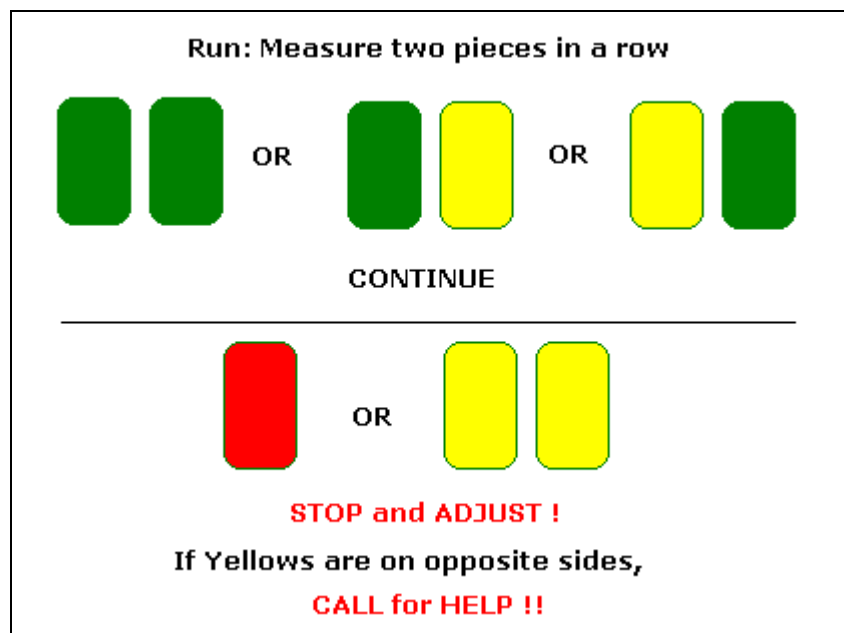 Run: Measure two pieces in a row
OR OR
CONTINUE
OR
STOP and ADJUST !
If Yellows are on opposite sides,
CALL for HELP !!